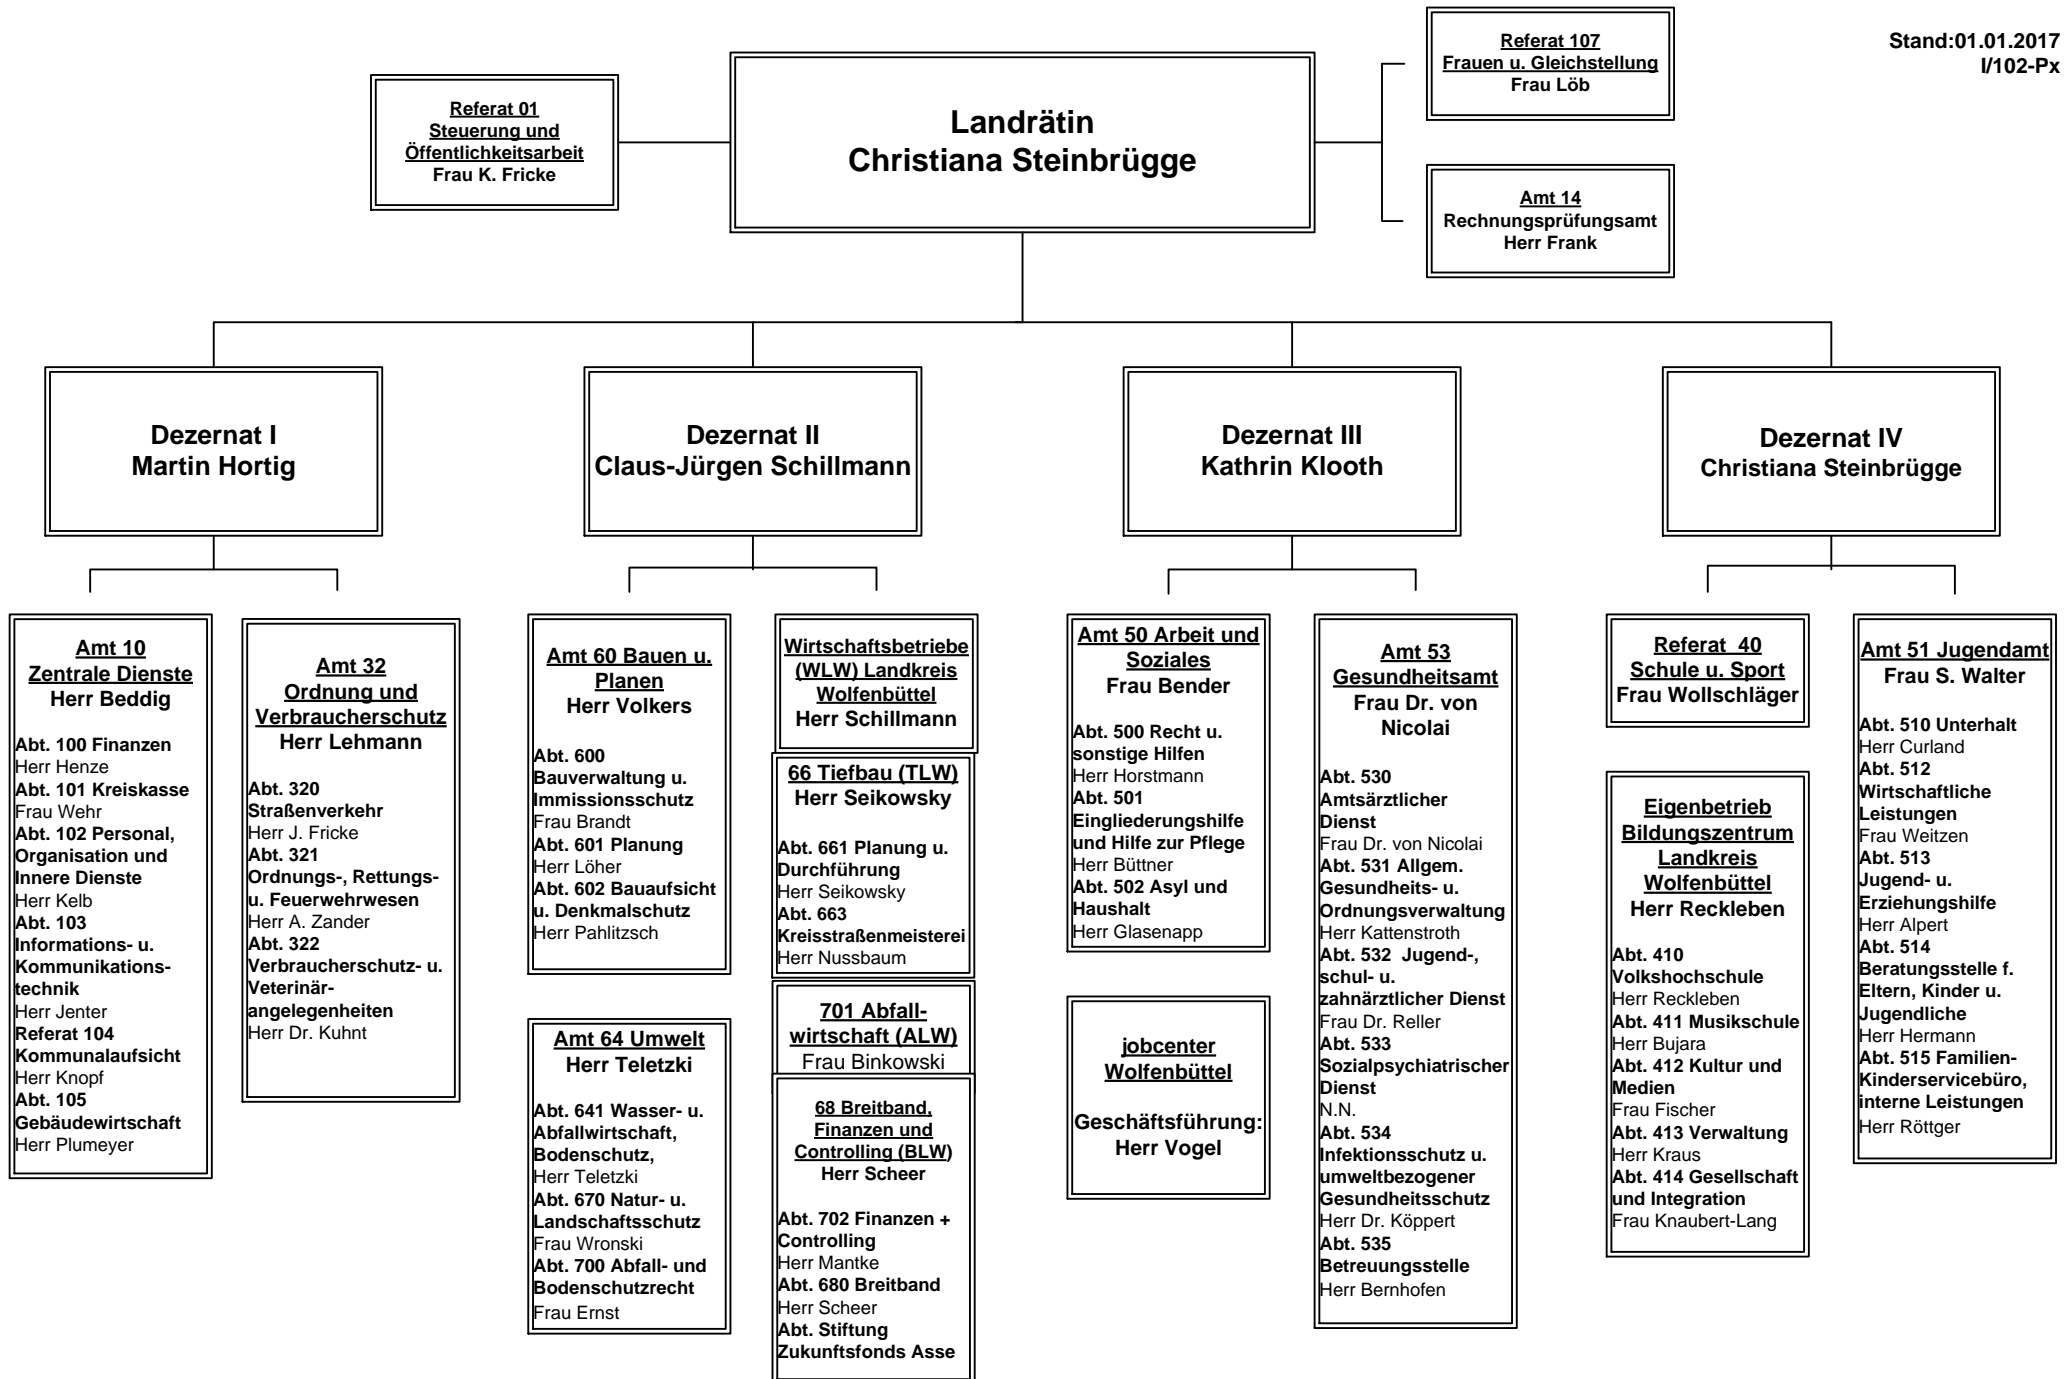 Stand:01.01.2017
I/102-Px
Referat 01
Steuerung und
Öffentlichkeitsarbeit
Frau K. Fricke
Landrätin
Christiana Steinbrügge
Referat 107
Frauen u. Gleichstellung
Frau Löb
Amt 14
Rechnungsprüfungsamt
Herr Frank
Dezernat I
Martin Hortig
Dezernat II
Claus-Jürgen Schillmann
Dezernat III
Kathrin Klooth
Dezernat IV
Christiana Steinbrügge
Amt 10
Zentrale Dienste
Herr Beddig
Abt. 100 Finanzen
Herr Henze
Abt. 101 Kreiskasse
Frau Wehr
Abt. 102 Personal,
Organisation und
Innere Dienste
Herr Kelb
Abt. 103
Informations- u.
Kommunikations-
technik
Herr Jenter
Referat 104
Kommunalaufsicht
Herr Knopf
Abt. 105
Gebäudewirtschaft
Herr Plumeyer
Amt 32
Ordnung und
Verbraucherschutz
Herr Lehmann
Abt. 320
Straßenverkehr
Herr J. Fricke
Abt. 321
Ordnungs-, Rettungs-
u. Feuerwehrwesen
Herr A. Zander
Abt. 322
Verbraucherschutz- u.
Veterinär-
angelegenheiten
Herr Dr. Kuhnt
Amt 60 Bauen u.
Planen
Herr Volkers
Abt. 600
Bauverwaltung u.
Immissionsschutz
Frau Brandt
Abt. 601 Planung
Herr Löher
Abt. 602 Bauaufsicht
u. Denkmalschutz
Herr Pahlitzsch
Amt 64 Umwelt
Herr Teletzki
Abt. 641 Wasser- u.
Abfallwirtschaft,
Bodenschutz,
Herr Teletzki
Abt. 670 Natur- u.
Landschaftsschutz
Frau Wronski
Abt. 700 Abfall- und
Bodenschutzrecht
Frau Ernst
Wirtschaftsbetriebe
(WLW) Landkreis
Wolfenbüttel
Herr Schillmann
66 Tiefbau (TLW)
Herr Seikowsky
Abt. 661 Planung u.
Durchführung
Herr Seikowsky
Abt. 663
Kreisstraßenmeisterei
Herr Nussbaum
701 Abfall-
wirtschaft (ALW)
Frau Binkowski
68 Breitband,
Finanzen und
Controlling (BLW)
Herr Scheer
Abt. 702 Finanzen +
Controlling
Herr Mantke
Abt. 680 Breitband
Herr Scheer
Abt. Stiftung
Zukunftsfonds Asse
Amt 50 Arbeit und
Soziales
Frau Bender
Abt. 500 Recht u.
sonstige Hilfen
Herr Horstmann
Abt. 501
Eingliederungshilfe
und Hilfe zur Pflege
Herr Büttner
Abt. 502 Asyl und
Haushalt
Herr Glasenapp
jobcenter
Wolfenbüttel
Geschäftsführung:
Herr Vogel
Amt 53
Gesundheitsamt
Frau Dr. von
Nicolai
Abt. 530
Amtsärztlicher
Dienst
Frau Dr. von Nicolai
Abt. 531 Allgem.
Gesundheits- u.
Ordnungsverwaltung
Herr Kattenstroth
Abt. 532 Jugend-,
schul- u.
zahnärztlicher Dienst
Frau Dr. Reller
Abt. 533
Sozialpsychiatrischer
Dienst
N.N.
Abt. 534
Infektionsschutz u.
umweltbezogener
Gesundheitsschutz
Herr Dr. Köppert
Abt. 535
Betreuungsstelle
Herr Bernhofen
Referat 40
Schule u. Sport
Frau Wollschläger
Eigenbetrieb
Bildungszentrum
Landkreis
Wolfenbüttel
Herr Reckleben
Abt. 410
Volkshochschule
Herr Reckleben
Abt. 411 Musikschule
Herr Bujara
Abt. 412 Kultur und
Medien
Frau Fischer
Abt. 413 Verwaltung
Herr Kraus
Abt. 414 Gesellschaft
und Integration
Frau Knaubert-Lang
Amt 51 Jugendamt
Frau S. Walter
Abt. 510 Unterhalt
Herr Curland
Abt. 512
Wirtschaftliche
Leistungen
Frau Weitzen
Abt. 513
Jugend- u.
Erziehungshilfe
Herr Alpert
Abt. 514
Beratungsstelle f.
Eltern, Kinder u.
Jugendliche
Herr Hermann
Abt. 515 Familien-
Kinderservicebüro,
interne Leistungen
Herr Röttger